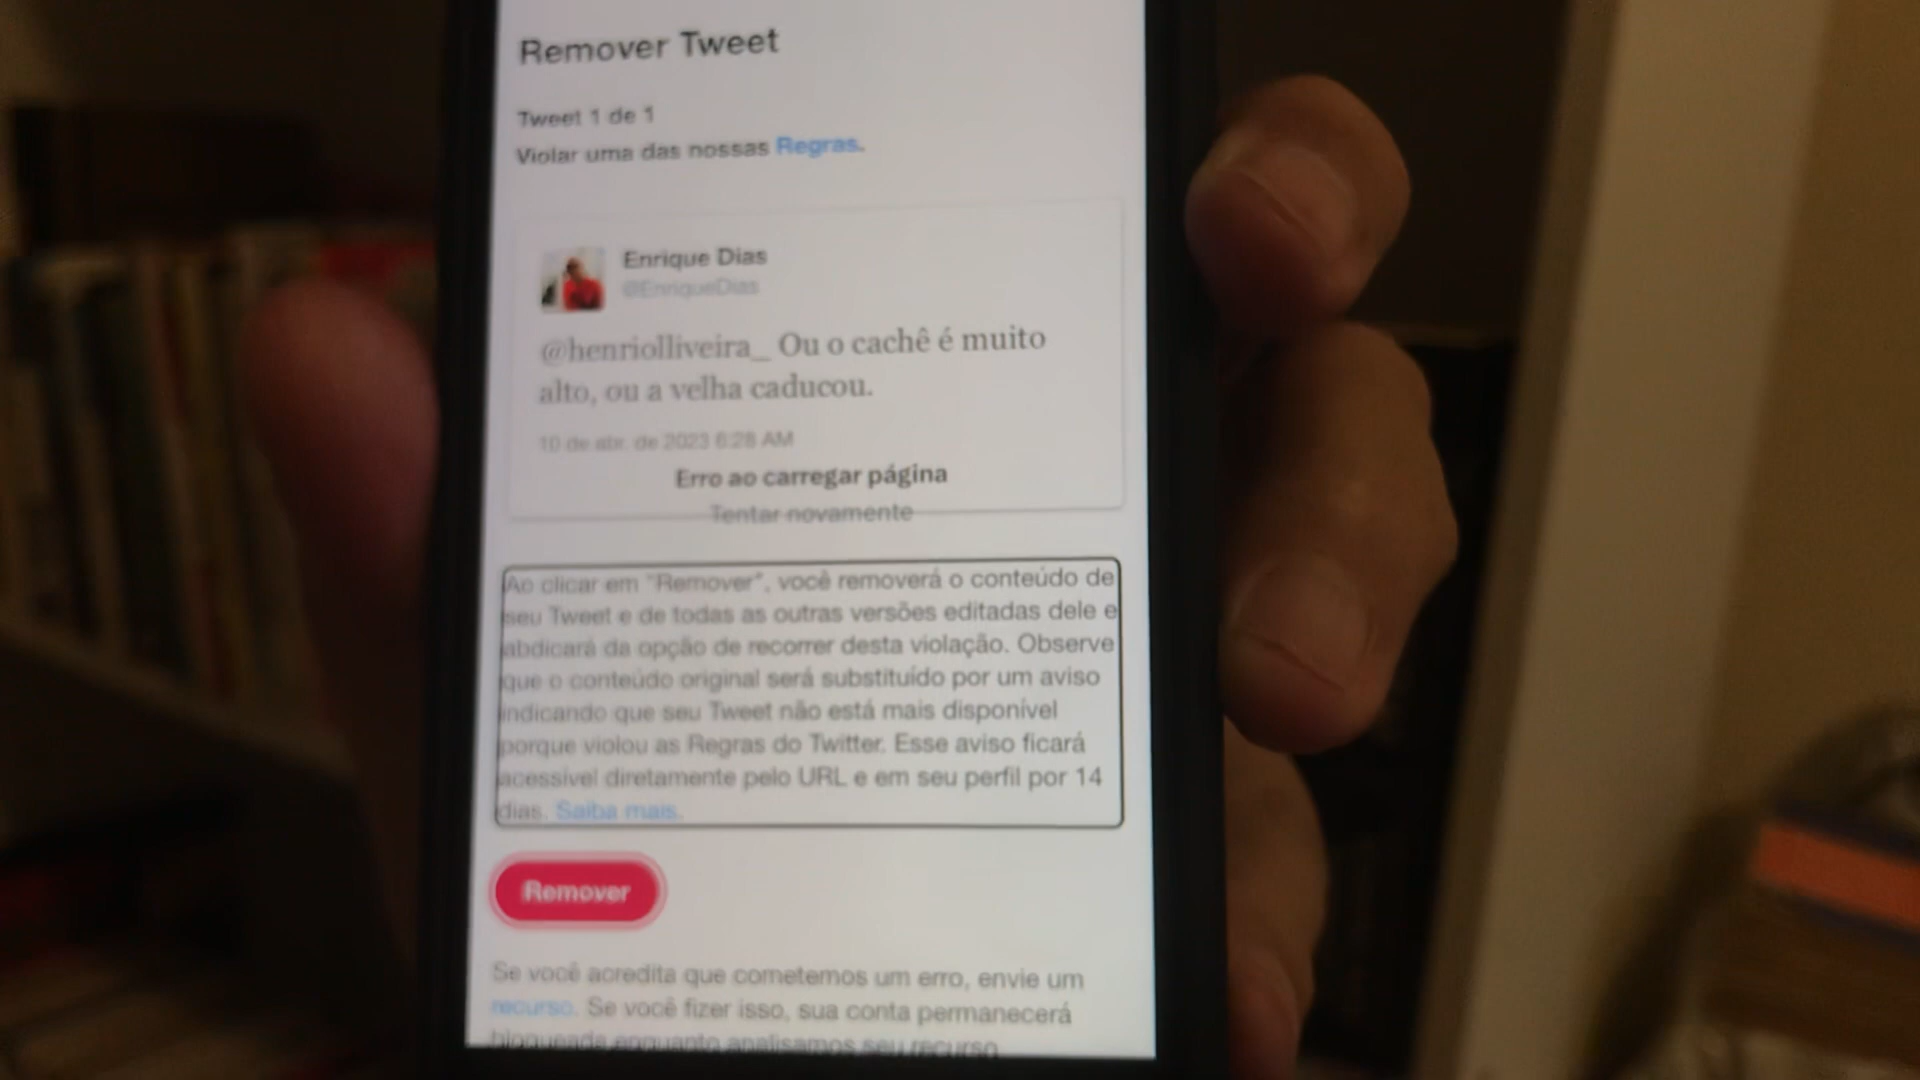 Remover Tweet
Tweet 1 de 1
Violar uma das nossas Regras.
Enrique Dias
@EnriqueDias
@henriolliveira_ Ou o cachê é muito
alto, ou a velha caducou.
10 de abr. de 2023 6:28 AM
Erro ao carregar página
Tentar novamente
Ao clicar em "Remover", você removerá o conteúdo de
seu Tweet e de todas as outras versões editadas dele e
abdicará da opção de recorrer desta violação. Observe
que o conteúdo original será substituído por um aviso
indicando que seu Tweet não está mais disponível
porque violou as Regras do Twitter. Esse aviso ficará
acessível diretamente pelo URL e em seu perfil por 14
dias. Saiba mais.
Remover
Se você acredita que cometemos um erro, envie um
recurso. Se você fizer isso, sua conta permanecerá
bloqueada enquanto analisamos seu recurso